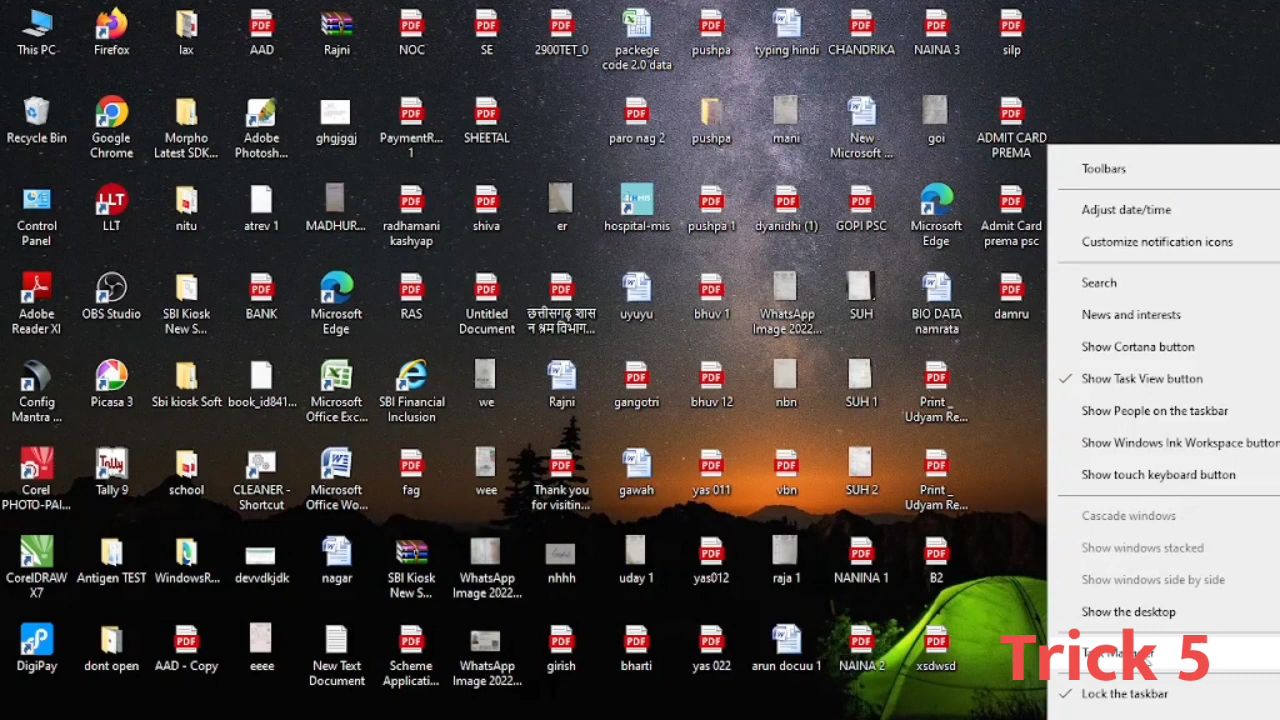 This PC
Firefox
lax
AAD
Rajni
NOC
SE
2900TET_0
packege
code 2.0 data
pushpa
typing hindi
CHANDRIKA
NAINA 3
silp
Recycle Bin
Google
Chrome
Morpho
Latest SDK...
Adobe
Photosh...
ghgjggj
PaymentR...
1
SHEETAL
paro nag 2
pushpa
mani
New
Microsoft ...
goi
ADMIT CARD
PREMA
Control
Panel
LLT
nitu
atrev 1
MADHUR...
radhamani
kashyap
shiva
er
hospital-mis
pushpa 1
dyanidhi (1)
GOPI PSC
Microsoft
Edge
Admit Card
prema psc
Adobe
Reader XI
OBS Studio
SBI Kiosk
New S...
BANK
Microsoft
Edge
RAS
Untitled
Document
छत्तीसगढ़ शास
न श्रम विभाग...
uyuyu
bhuv 1
WhatsApp
Image 2022...
SUH
BIO DATA
namrata
damru
Config
Mantra ...
Picasa 3
Sbi kiosk Soft
book_id841...
Microsoft
Office Exc...
SBI Financial
Inclusion
we
Rajni
gangotri
bhuv 12
nbn
SUH 1
Print _
Udyam Re...
Corel
PHOTO-PAI...
Tally 9
school
CLEANER -
Shortcut
Microsoft
Office Wo...
fag
wee
Thank you
for visitin...
gawah
yas 011
vbn
SUH 2
Print _
Udyam Re...
CorelDRAW
X7
Antigen TEST
WindowsR...
devvdkjdk
nagar
SBI Kiosk
New S...
WhatsApp
Image 2022...
nhhh
uday 1
yas012
raja 1
NANINA 1
B2
DigiPay
dont open
AAD - Copy
eeee
New Text
Document
Scheme
Applicati...
WhatsApp
Image 2022...
girish
bharti
yas 022
arun docuu 1
NAINA 2
xsdwsd
Toolbars
Adjust date/time
Customize notification icons
Search
News and interests
Show Cortana button
Show Task View button
Show People on the taskbar
Show Windows Ink Workspace button
Show touch keyboard button
Cascade windows
Show windows stacked
Show windows side by side
Show the desktop
Trick 5
Lock the taskbar